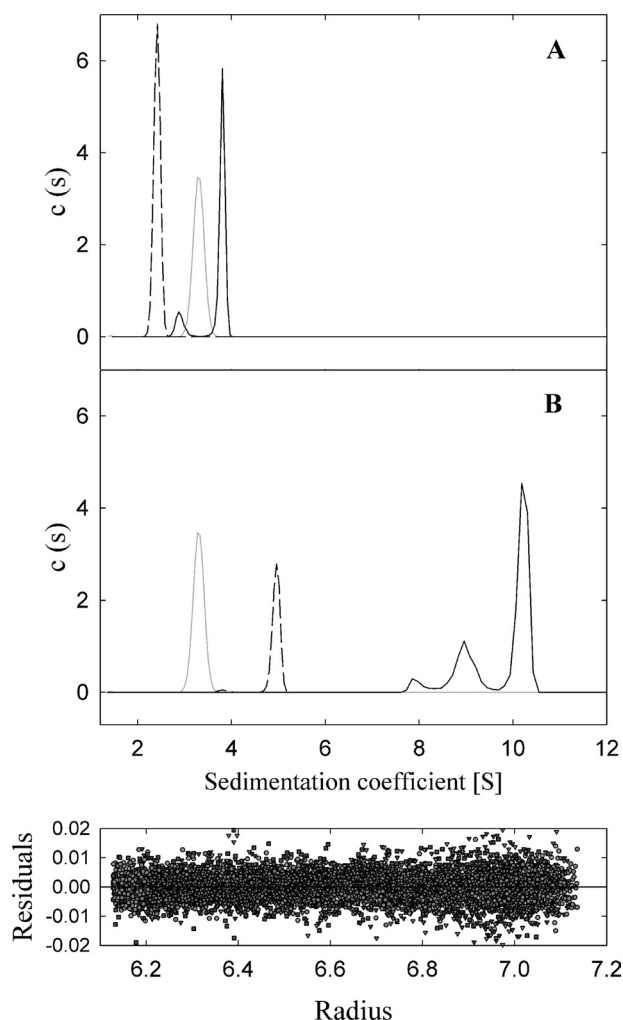 A
6
4
2
0
c (s)
B
6
4
2
0
c (s)
2 4 6 8 10 12
Sedimentation coefficient [S]
0.02
0.01
0.00
-0.01
-0.02
Residuals
6.2 6.4 6.6 6.8 7.0 7.2
Radius